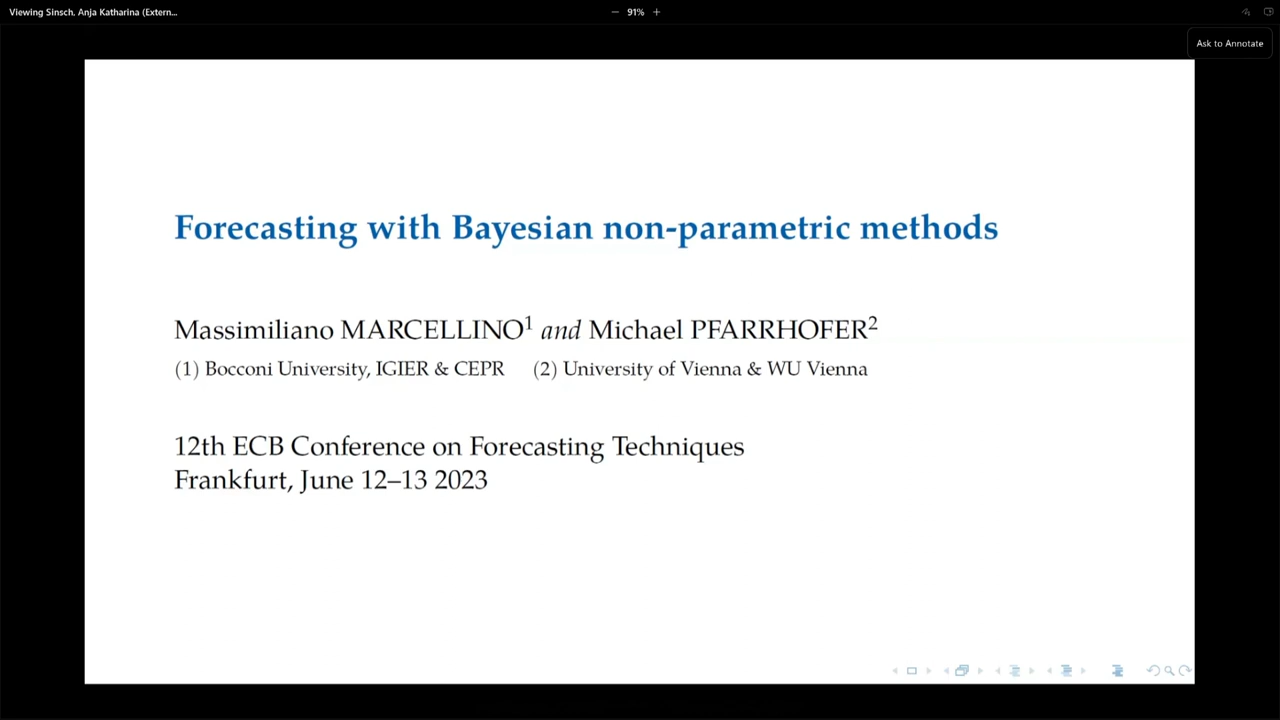 Viewing Sinsch, Anja Katharina (Extern...
− 91% +
Ask to Annotate
Forecasting with Bayesian non-parametric methods
Massimiliano MARCELLINO¹ and Michael PFARRHOFER²
(1) Bocconi University, IGIER & CEPR (2) University of Vienna & WU Vienna
12th ECB Conference on Forecasting Techniques
Frankfurt, June 12–13 2023